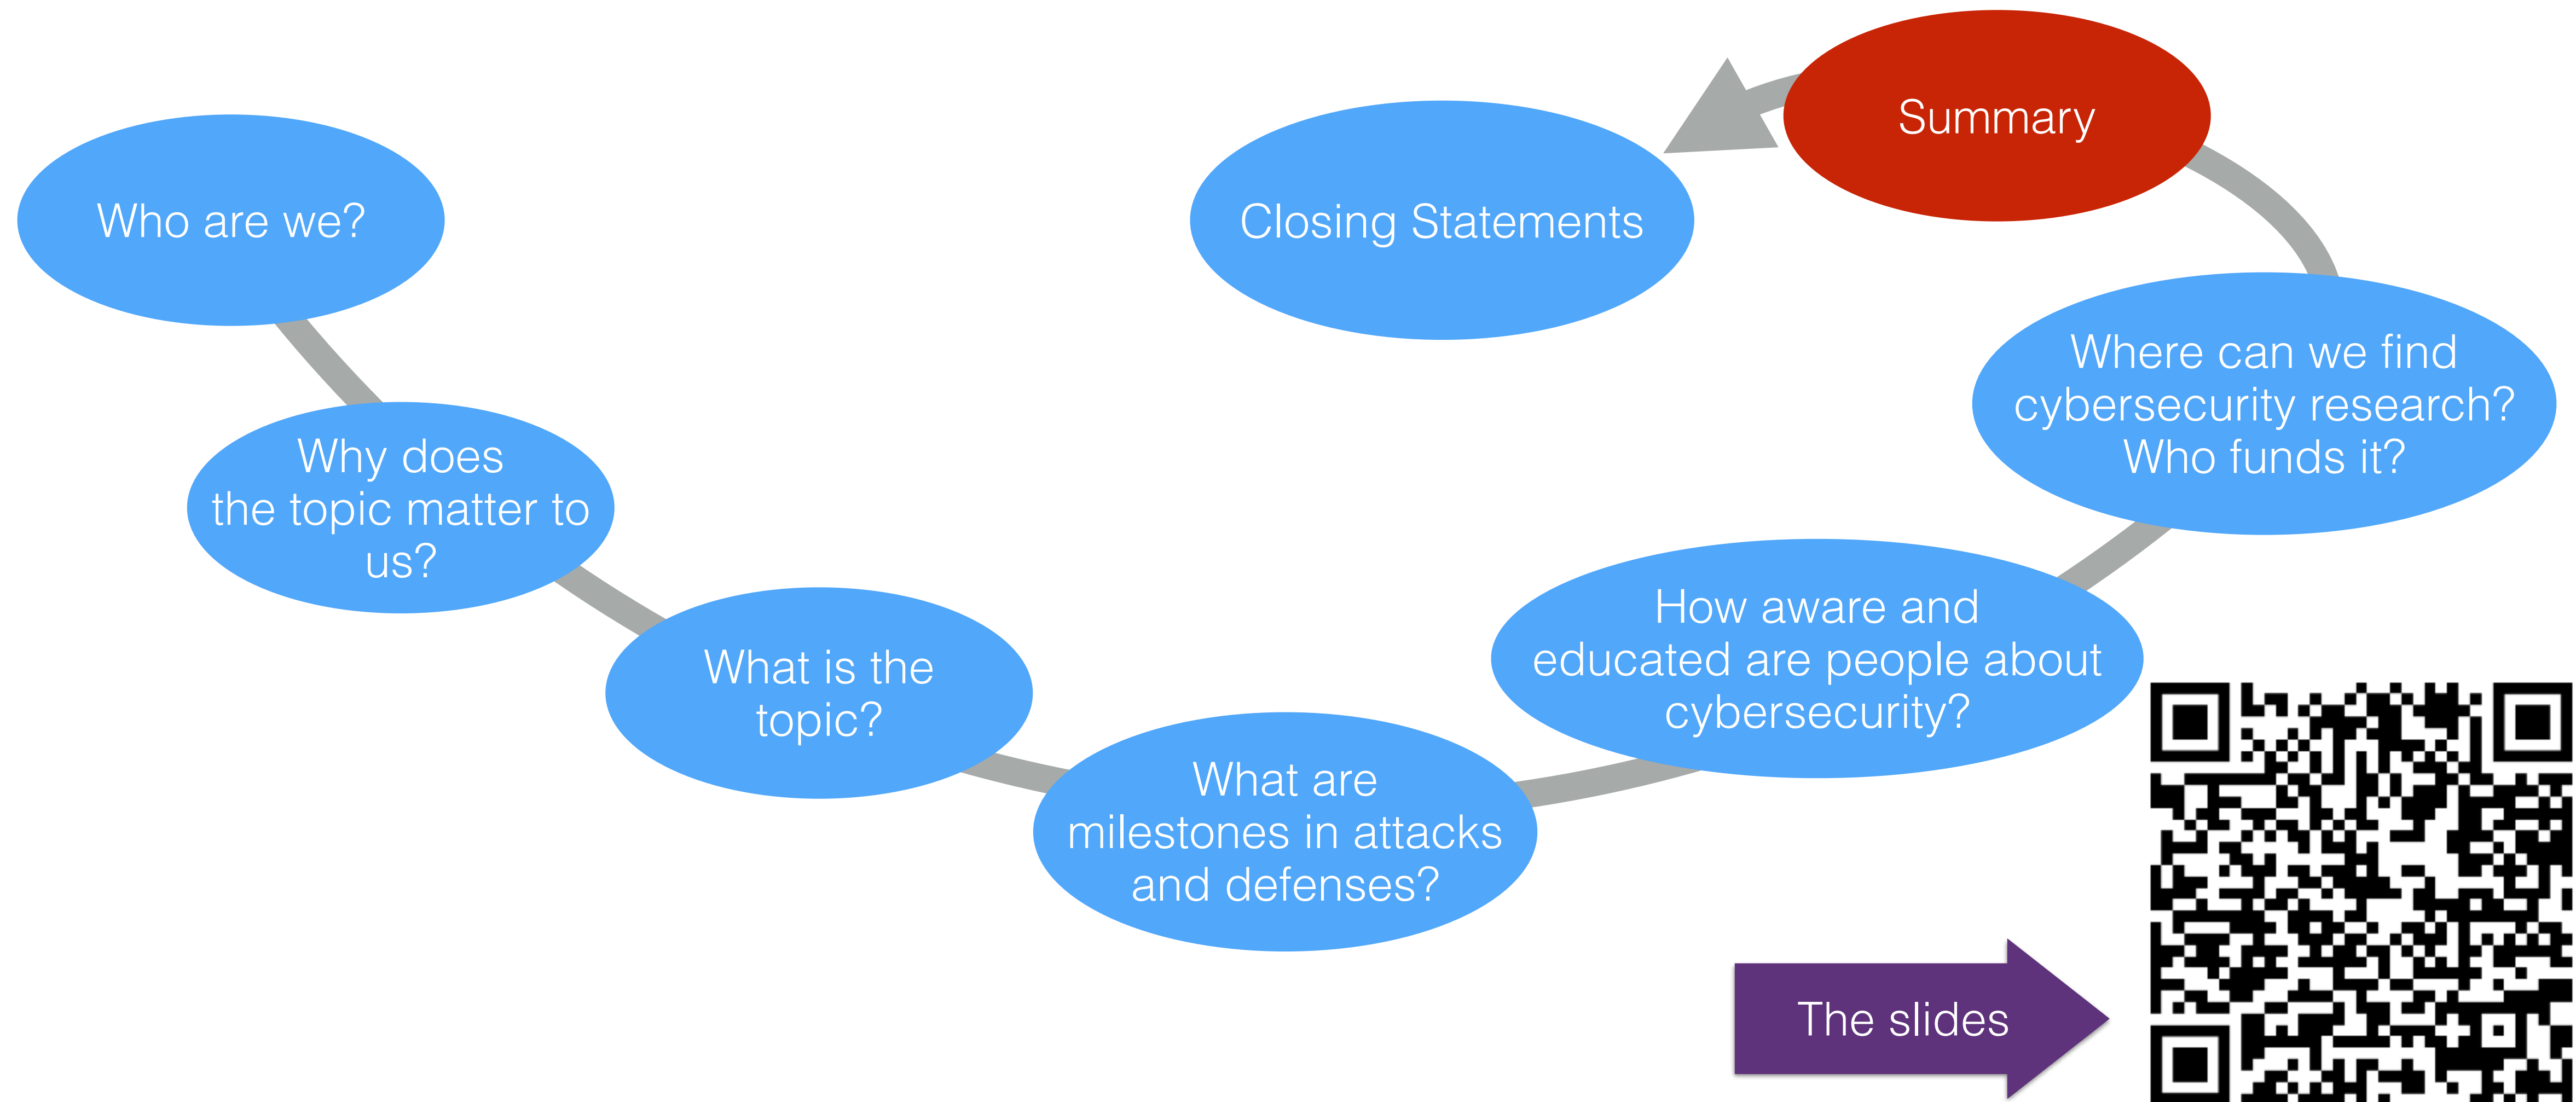 Who are we?
Why does
the topic matter to
us?
What is the
topic?
What are
milestones in attacks
and defenses?
How aware and
educated are people about
cybersecurity?
Where can we find
cybersecurity research?
Who funds it?
Summary
Closing Statements
The slides